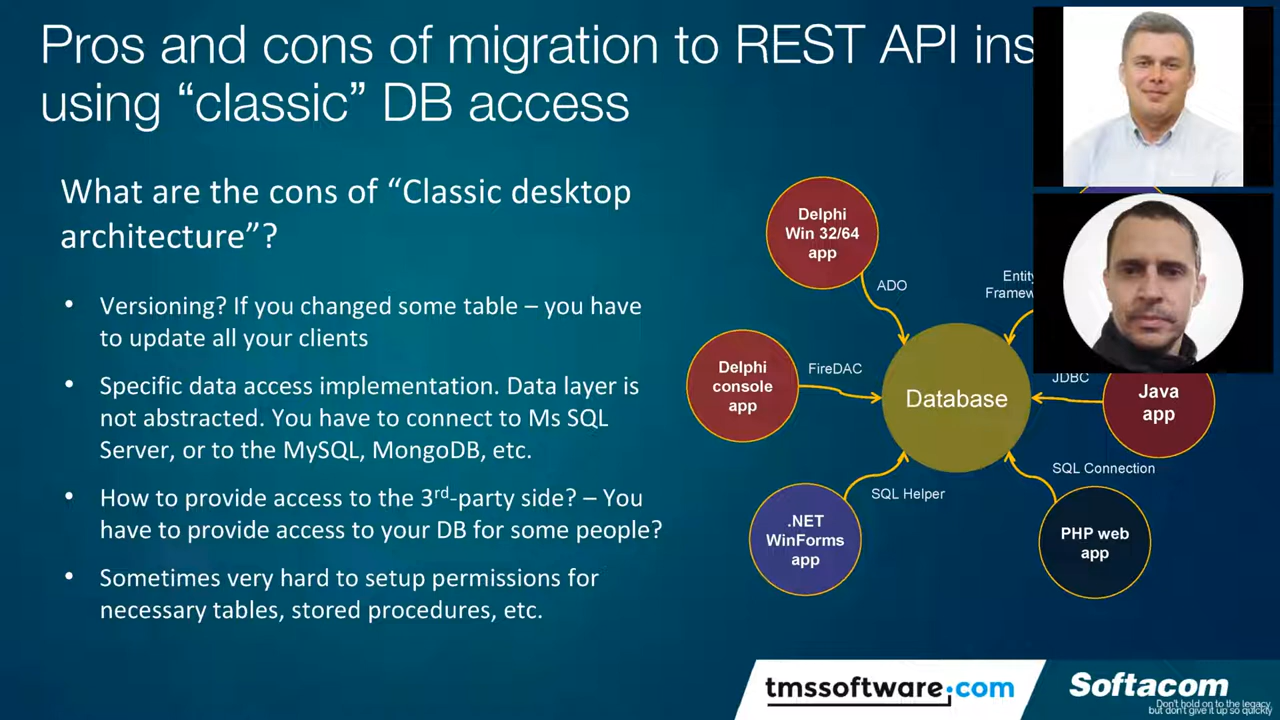 Pros and cons of migration to REST API ins
using “classic” DB access
What are the cons of “Classic desktop
architecture”?
• Versioning? If you changed some table – you have
to update all your clients
• Specific data access implementation. Data layer is
not abstracted. You have to connect to Ms SQL
Server, or to the MySQL, MongoDB, etc.
• How to provide access to the 3rd-party side? – You
have to provide access to your DB for some people?
• Sometimes very hard to setup permissions for
necessary tables, stored procedures, etc.
Delphi
Win 32/64
app
ADO
Entity
Framew
Delphi
console
app
FireDAC
Database
JDBC
Java
app
SQL Helper
SQL Connection
.NET
WinForms
app
PHP web
app
tmssoftware.com
Softacom
Don't hold on to the legacy,
but don't give it up so quickly